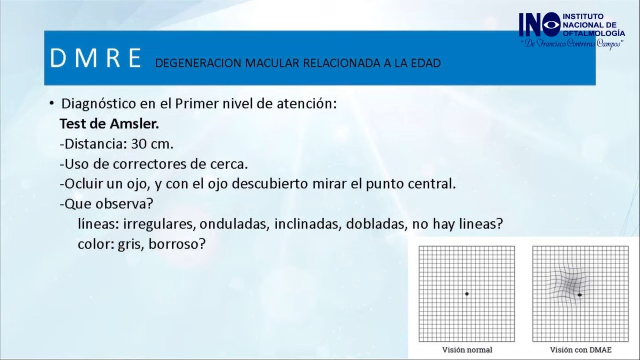 INO INSTITUTO
NACIONAL DE
OFTALMOLOGÍA
"Dr. Francisco Contreras Campos"
DMRE DEGENERACION MACULAR RELACIONADA A LA EDAD
• Diagnóstico en el Primer nivel de atención:
Test de Amsler.
-Distancia: 30 cm.
-Uso de correctores de cerca.
-Ocluir un ojo, y con el ojo descubierto mirar el punto central.
-Que observa?
líneas: irregulares, onduladas, inclinadas, dobladas, no hay lineas?
color: gris, borroso?
Visión normal
Visión con DMAE